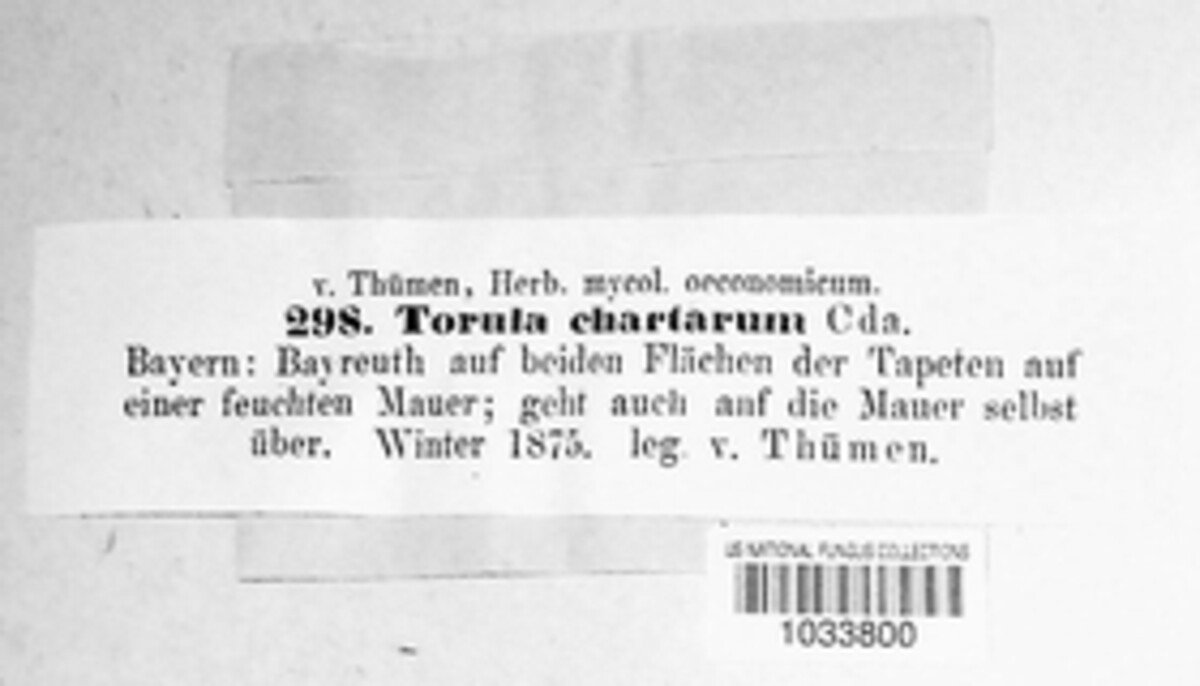 v. Thümen, Herb. mycol. oeconomicum.
298. Torula chartarum Cda.
Bayern: Bayreuth auf beiden Flächen der Tapeten auf
einer feuchten Mauer; geht auch auf die Mauer selbst
über. Winter 1875. leg. v. Thümen.
US NATIONAL FUNGUS COLLECTIONS
1033800